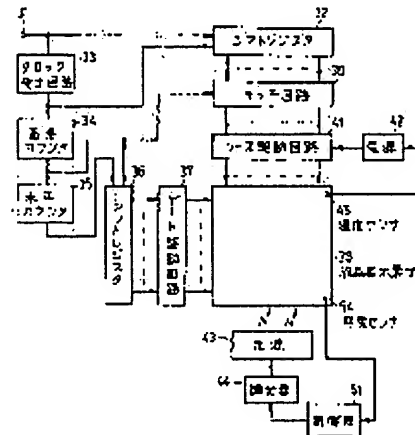 32
33
クロック
発生回路
シフトレジスタ
30
ラッチ回路
34
画素
カウンタ
41
42
ソース駆動回路
電源
35
水平
カウンタ
36
37
シフトレジスタ
ゲート駆動回路
45
温度センサ
38
液晶表示素子
44
照度センサ
43
光源
調光器
51
制御部